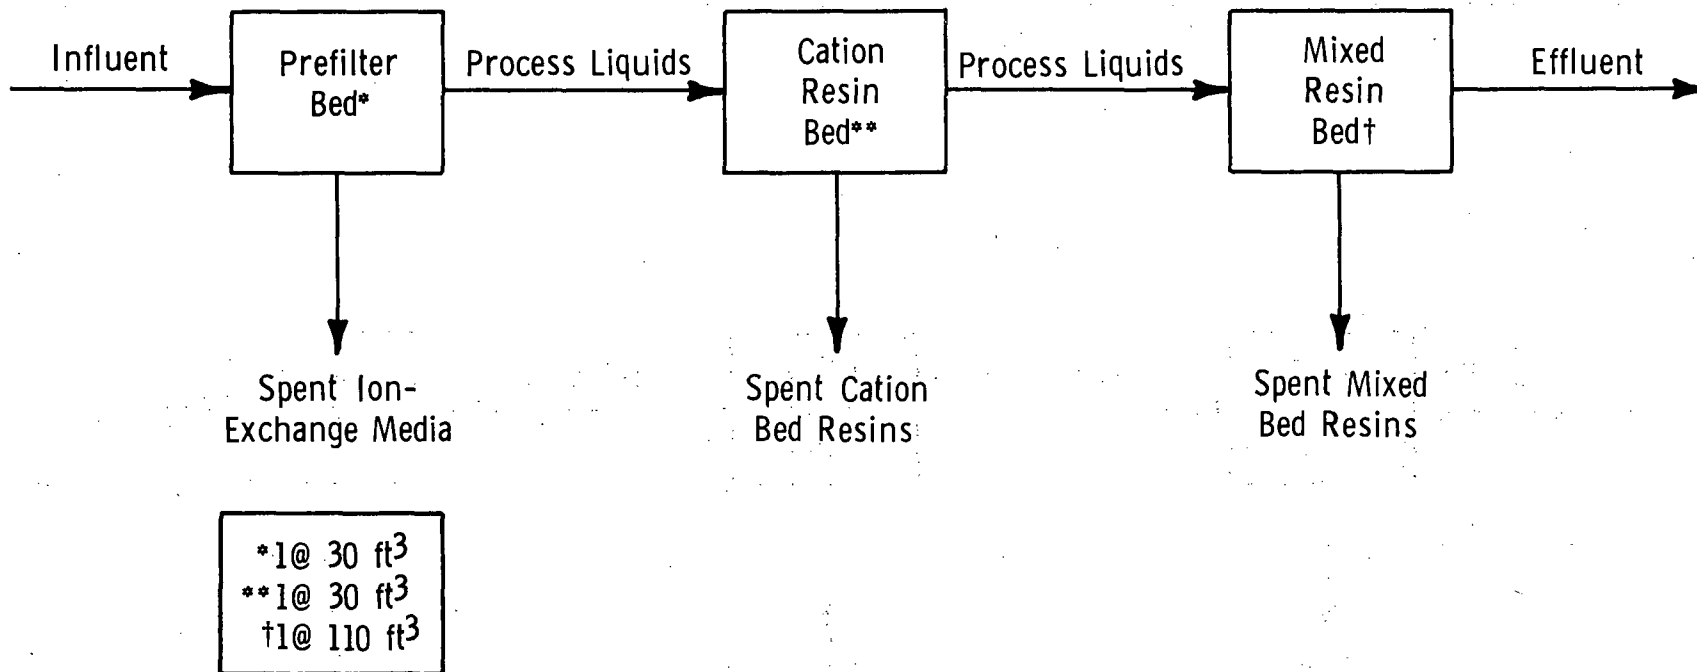 Influent
Prefilter
Bed*
Process Liquids
Cation
Resin
Bed**
Process Liquids
Mixed
Resin
Bed†
Effluent
Spent Ion-
Exchange Media
Spent Cation
Bed Resins
Spent Mixed
Bed Resins
*1@ 30 ft³
**1@ 30 ft³
†1@ 110 ft³